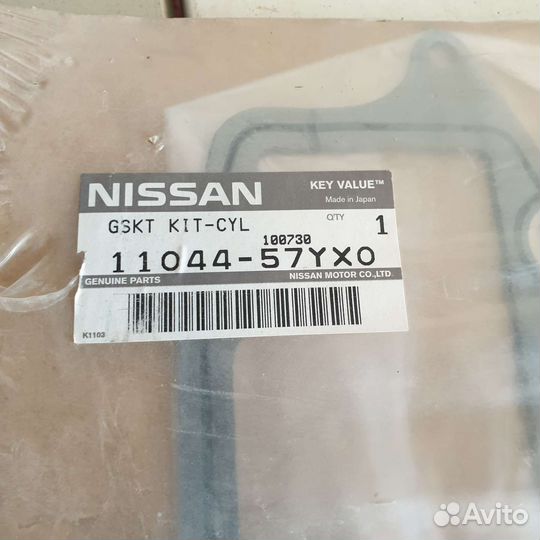 NISSAN
KEY VALUE™
Made in Japan
GSKT KIT-CYL
Q'TY 1
100730
11044-57YX0
GENUINE PARTS
NISSAN MOTOR CO.,LTD.
K1103
Avito